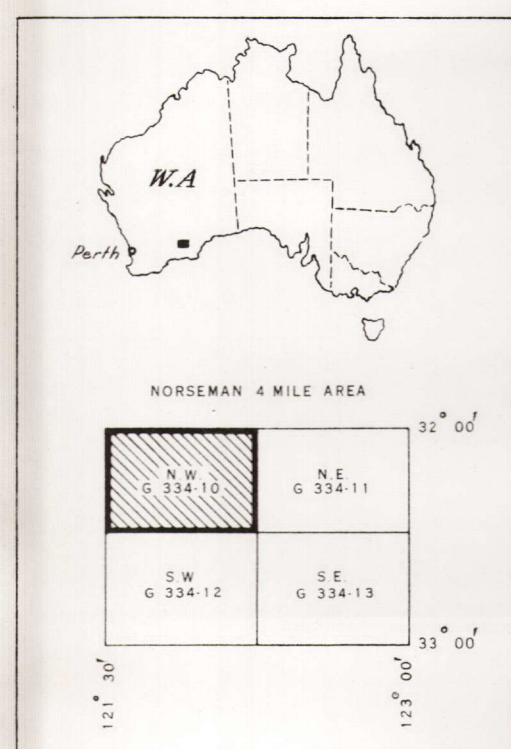 W.A
Perth
NORSEMAN 4 MILE AREA
32° 00'
N.W.
G 334-10
N.E.
G 334-11
S.W
G 334-12
S.E.
G 334-13
33° 00'
121° 30'
123° 00'